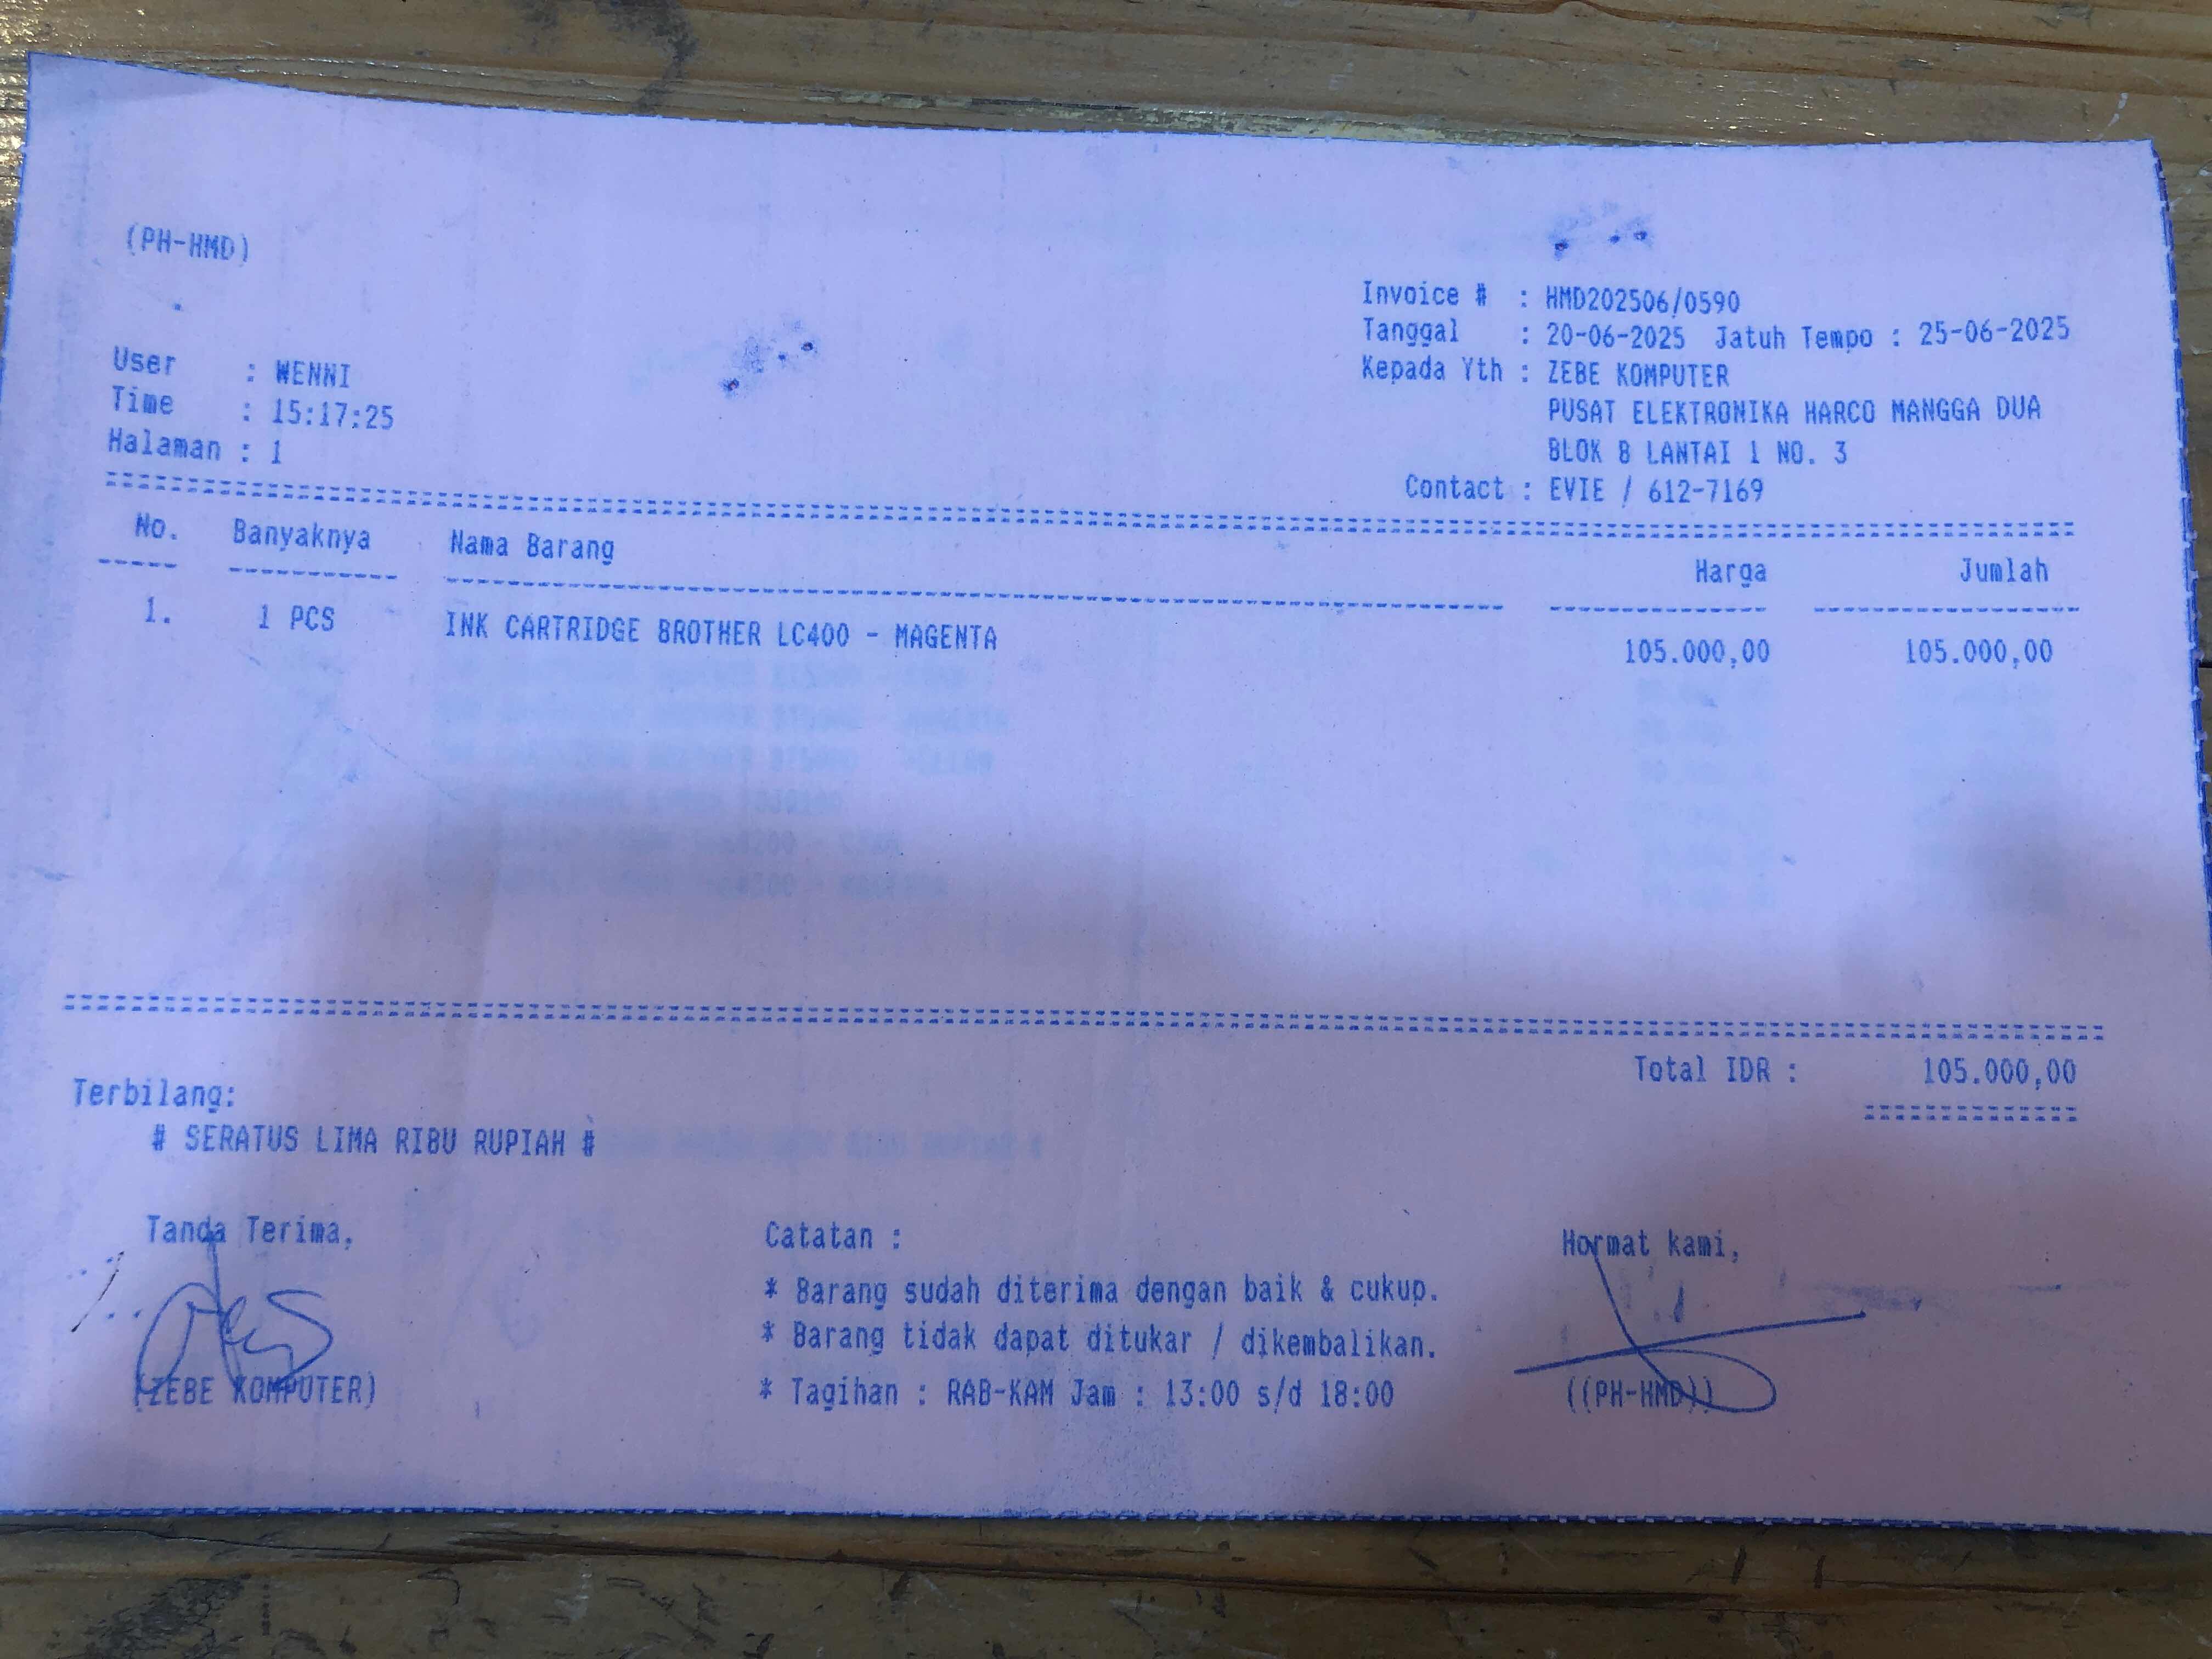 (PH-HMD)
Invoice # : HMD202506/0590
Tanggal : 20-06-2025 Jatuh Tempo : 25-06-2025
Kepada Yth : ZEBE KOMPUTER
PUSAT ELEKTRONIKA HARCO MANGGA DUA
BLOK B LANTAI 1 NO. 3
Contact : EVIE / 612-7169
User : WENNI
Time : 15:17:25
Halaman : 1
No. Banyaknya Nama Barang Harga Jumlah
1. 1 PCS INK CARTRIDGE BROTHER LC400 - MAGENTA 105.000,00 105.000,00
Total IDR : 105.000,00
Terbilang:
# SERATUS LIMA RIBU RUPIAH #
Tanda Terima,
(ZEBE KOMPUTER)
Catatan :
* Barang sudah diterima dengan baik & cukup.
* Barang tidak dapat ditukar / dikembalikan.
* Tagihan : RAB-KAM Jam : 13:00 s/d 18:00
Hormat kami,
((PH-HMD))